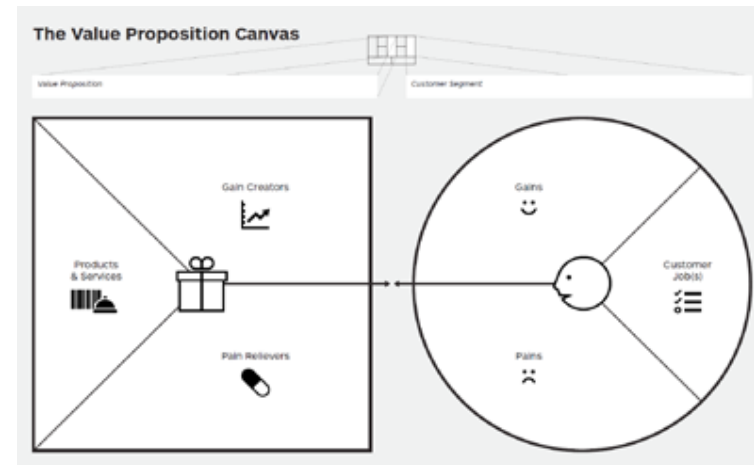 The Value Proposition Canvas
Value Proposition
Customer Segment
Gain Creators
Gains
Products
& Services
Customer
Job(s)
Pain Relievers
Pains